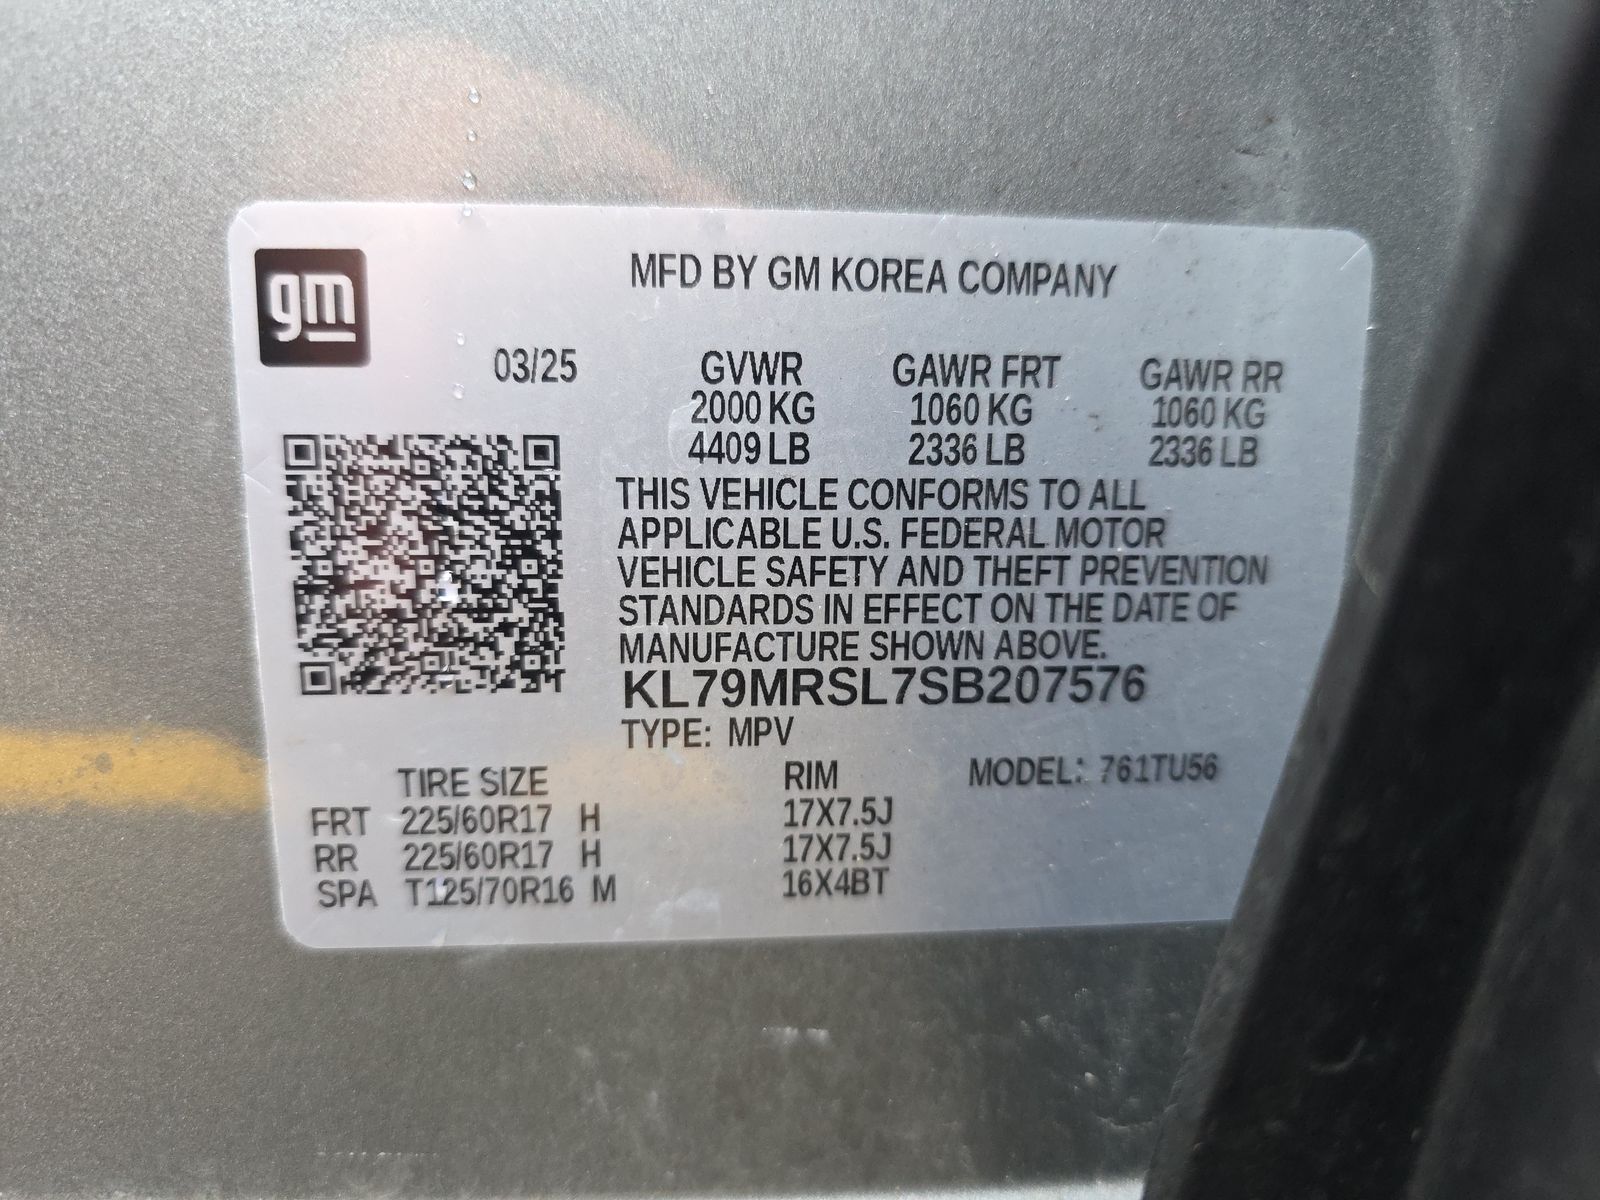 gm
MFD BY GM KOREA COMPANY
03/25 GVWR GAWR FRT GAWR RR
2000 KG 1060 KG 1060 KG
4409 LB 2336 LB 2336 LB
THIS VEHICLE CONFORMS TO ALL
APPLICABLE U.S. FEDERAL MOTOR
VEHICLE SAFETY AND THEFT PREVENTION
STANDARDS IN EFFECT ON THE DATE OF
MANUFACTURE SHOWN ABOVE.
KL79MRSL7SB207576
TYPE: MPV
TIRE SIZE RIM MODEL: 761TU56
FRT 225/60R17 H 17X7.5J
RR 225/60R17 H 17X7.5J
SPA T125/70R16 M 16X4BT